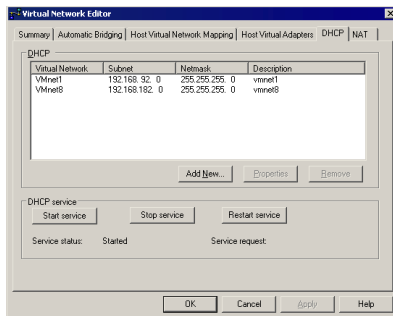 Virtual Network Editor
Summary Automatic Bridging Host Virtual Network Mapping Host Virtual Adapters DHCP NAT
DHCP
Virtual Network Subnet Netmask Description
VMnet1 192.168. 92. 0 255.255.255. 0 vmnet1
VMnet8 192.168.182. 0 255.255.255. 0 vmnet8
Add New... Properties Remove
DHCP service
Start service Stop service Restart service
Service status: Started Service request:
OK Cancel Apply Help